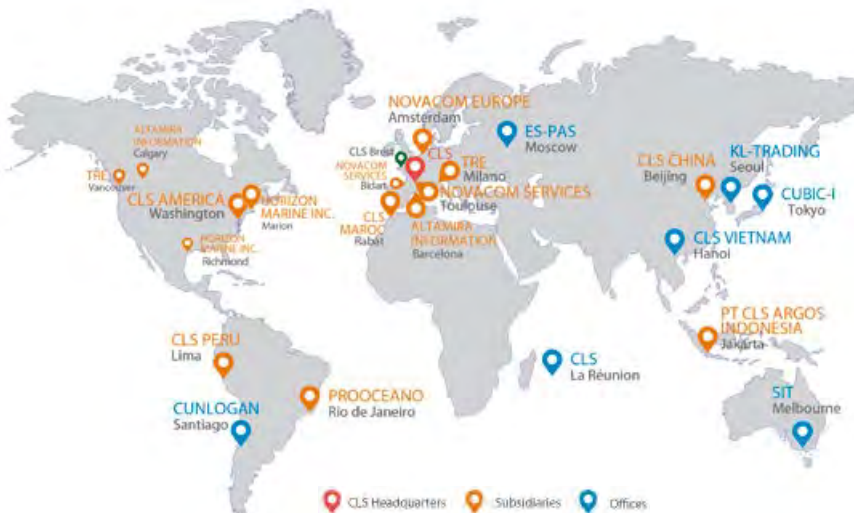 NOVACOM EUROPE
Amsterdam
ES-PAS
Moscow
ALTAMIRA
INFORMATION
Calgary
CLS Brest
CLS
TRE
Milano
CLS CHINA
Beijing
KL-TRADING
Seoul
TRE
Vancouver
NOVACOM
SERVICES
Bidart
NOVACOM SERVICES
Toulouse
CUBIC-I
Tokyo
CLS AMERICA
Washington
HORIZON
MARINE INC.
Marion
CLS
MAROC
Rabat
ALTAMIRA
INFORMATION
Barcelona
HORIZON
MARINE INC.
Richmond
CLS VIETNAM
Hanoi
PT CLS ARGOS
INDONESIA
Jakarta
CLS PERU
Lima
CLS
La Réunion
PROOCEANO
Rio de Janeiro
CUNLOGAN
Santiago
SIT
Melbourne
CLS Headquarters
Subsidiaries
Offices